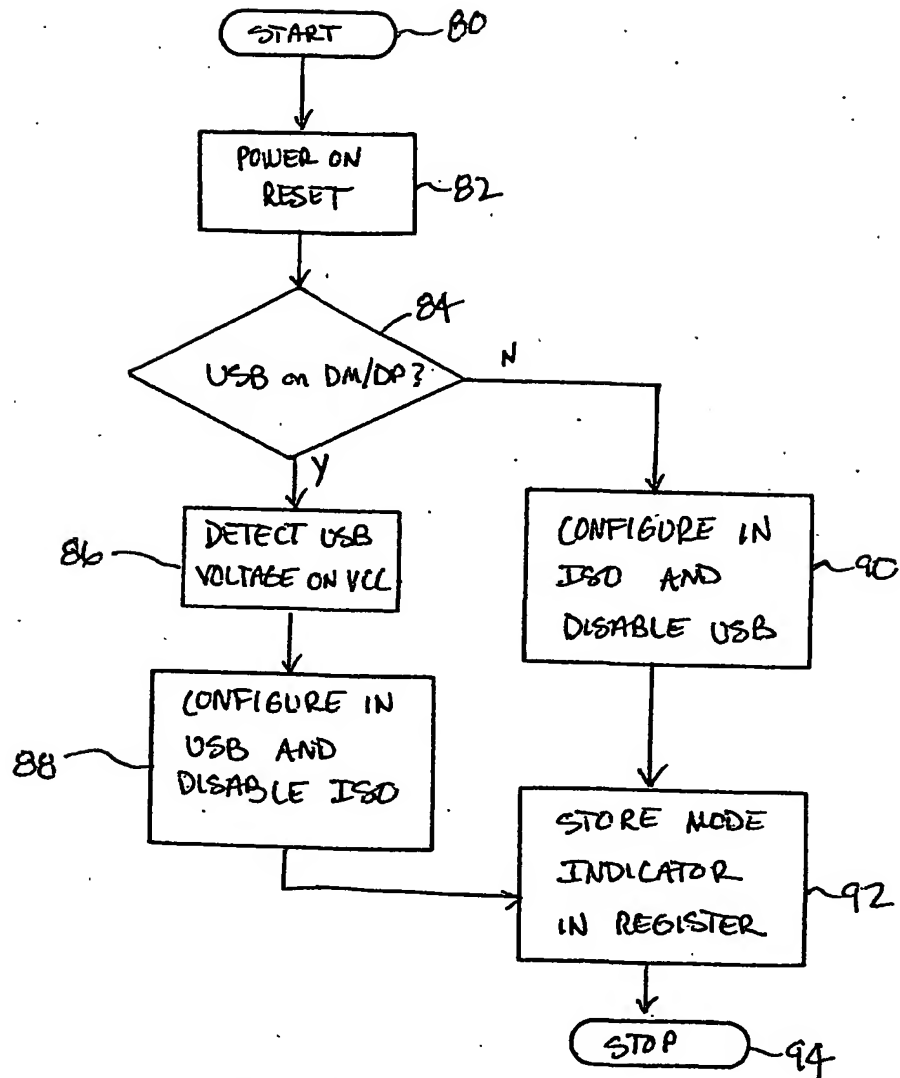 START
80
POWER ON
RESET
82
84
USB on DM/DP?
N
Y
86
DETECT USB
VOLTAGE ON VCC
CONFIGURE IN
ISO AND
DISABLE USB
90
88
CONFIGURE IN
USB AND
DISABLE ISO
STORE MODE
INDICATOR
IN REGISTER
92
STOP
94